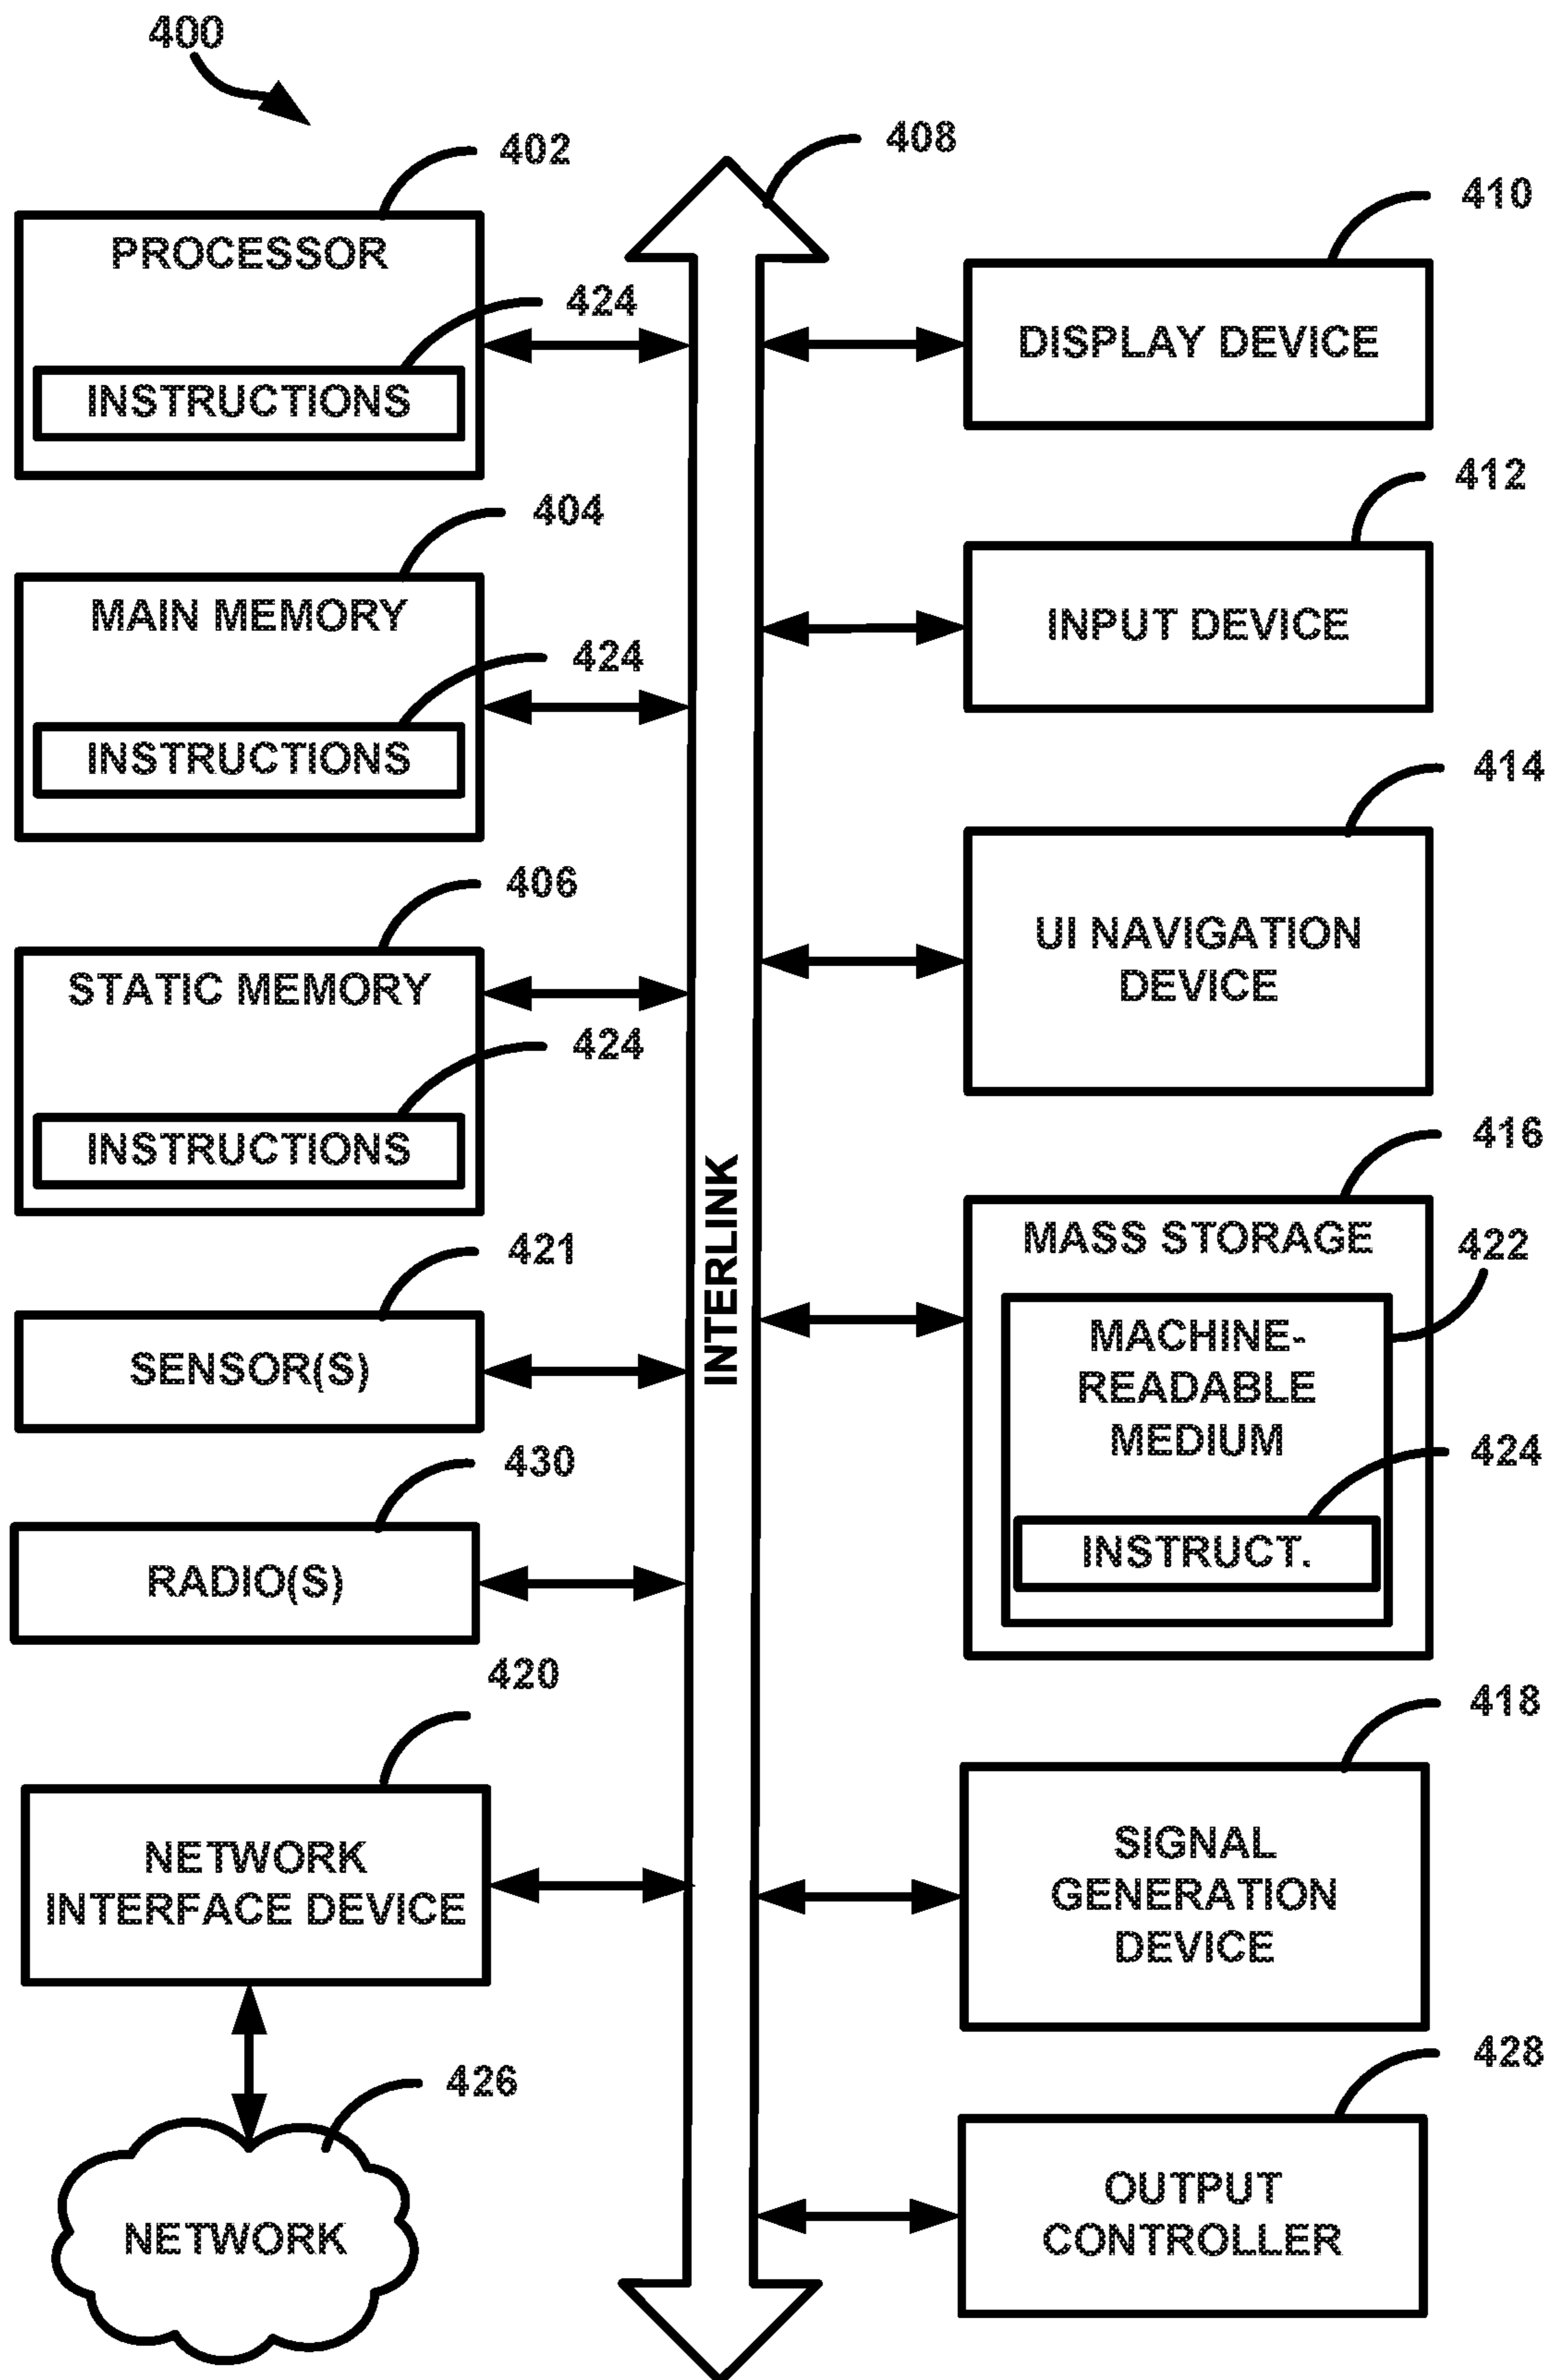 400
402
PROCESSOR
424
INSTRUCTIONS
404
MAIN MEMORY
424
INSTRUCTIONS
406
STATIC MEMORY
424
INSTRUCTIONS
421
SENSOR(S)
430
RADIO(S)
420
NETWORK
INTERFACE DEVICE
426
NETWORK
408
INTERLINK
410
DISPLAY DEVICE
412
INPUT DEVICE
414
UI NAVIGATION
DEVICE
416
MASS STORAGE
422
MACHINE-
READABLE
MEDIUM
424
INSTRUCT.
418
SIGNAL
GENERATION
DEVICE
428
OUTPUT
CONTROLLER